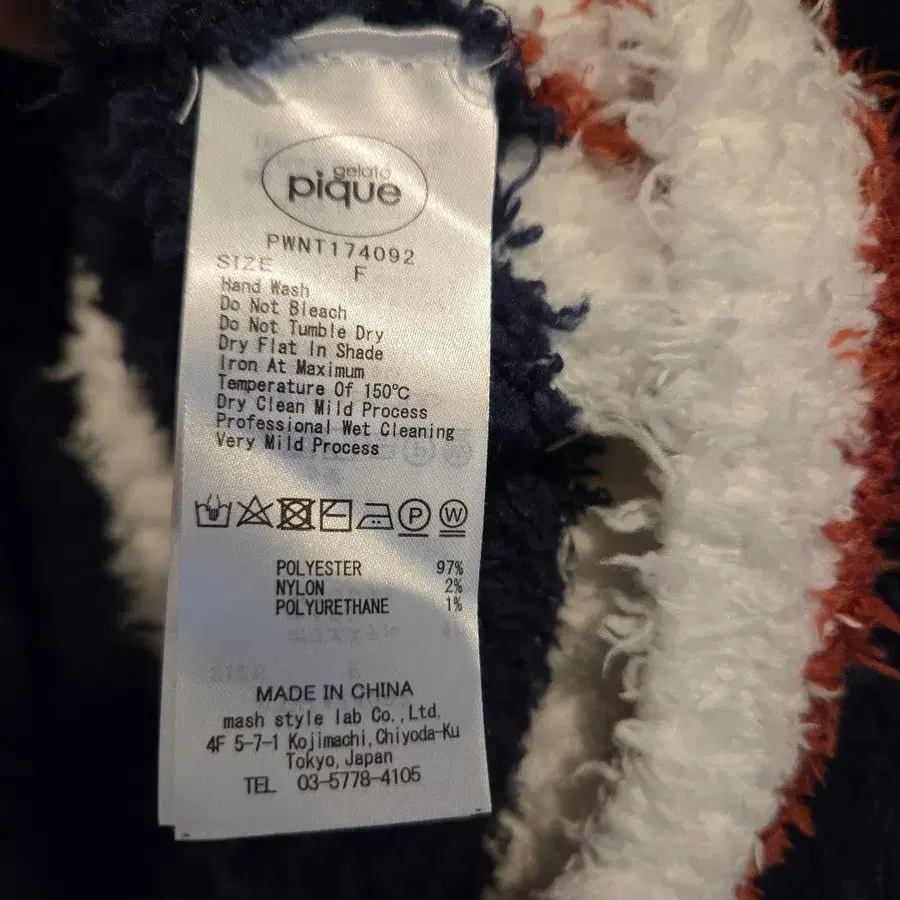 gelato
pique
PWNT174092
SIZE F
Hand Wash
Do Not Bleach
Do Not Tumble Dry
Dry Flat In Shade
Iron At Maximum
Temperature Of 150℃
Dry Clean Mild Process
Professional Wet Cleaning
Very Mild Process
P W
POLYESTER 97%
NYLON 2%
POLYURETHANE 1%
MADE IN CHINA
mash style lab Co.,Ltd.
4F 5-7-1 Kojimachi,Chiyoda-Ku
Tokyo,Japan
TEL 03-5778-4105